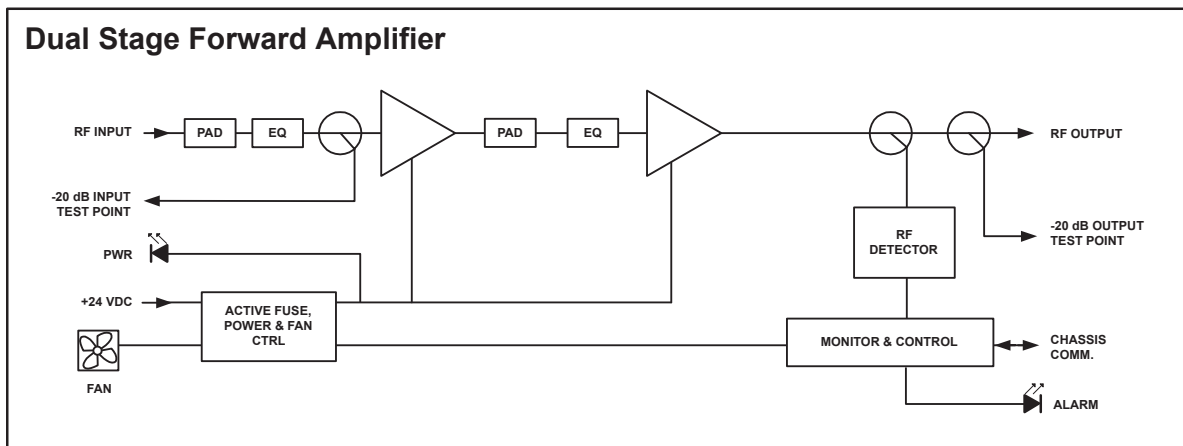 Dual Stage Forward Amplifier
RF INPUT
PAD
EQ
PAD
EQ
RF OUTPUT
-20 dB INPUT
TEST POINT
RF
DETECTOR
-20 dB OUTPUT
TEST POINT
PWR
+24 VDC
ACTIVE FUSE,
POWER & FAN
CTRL
MONITOR & CONTROL
CHASSIS
COMM.
FAN
ALARM